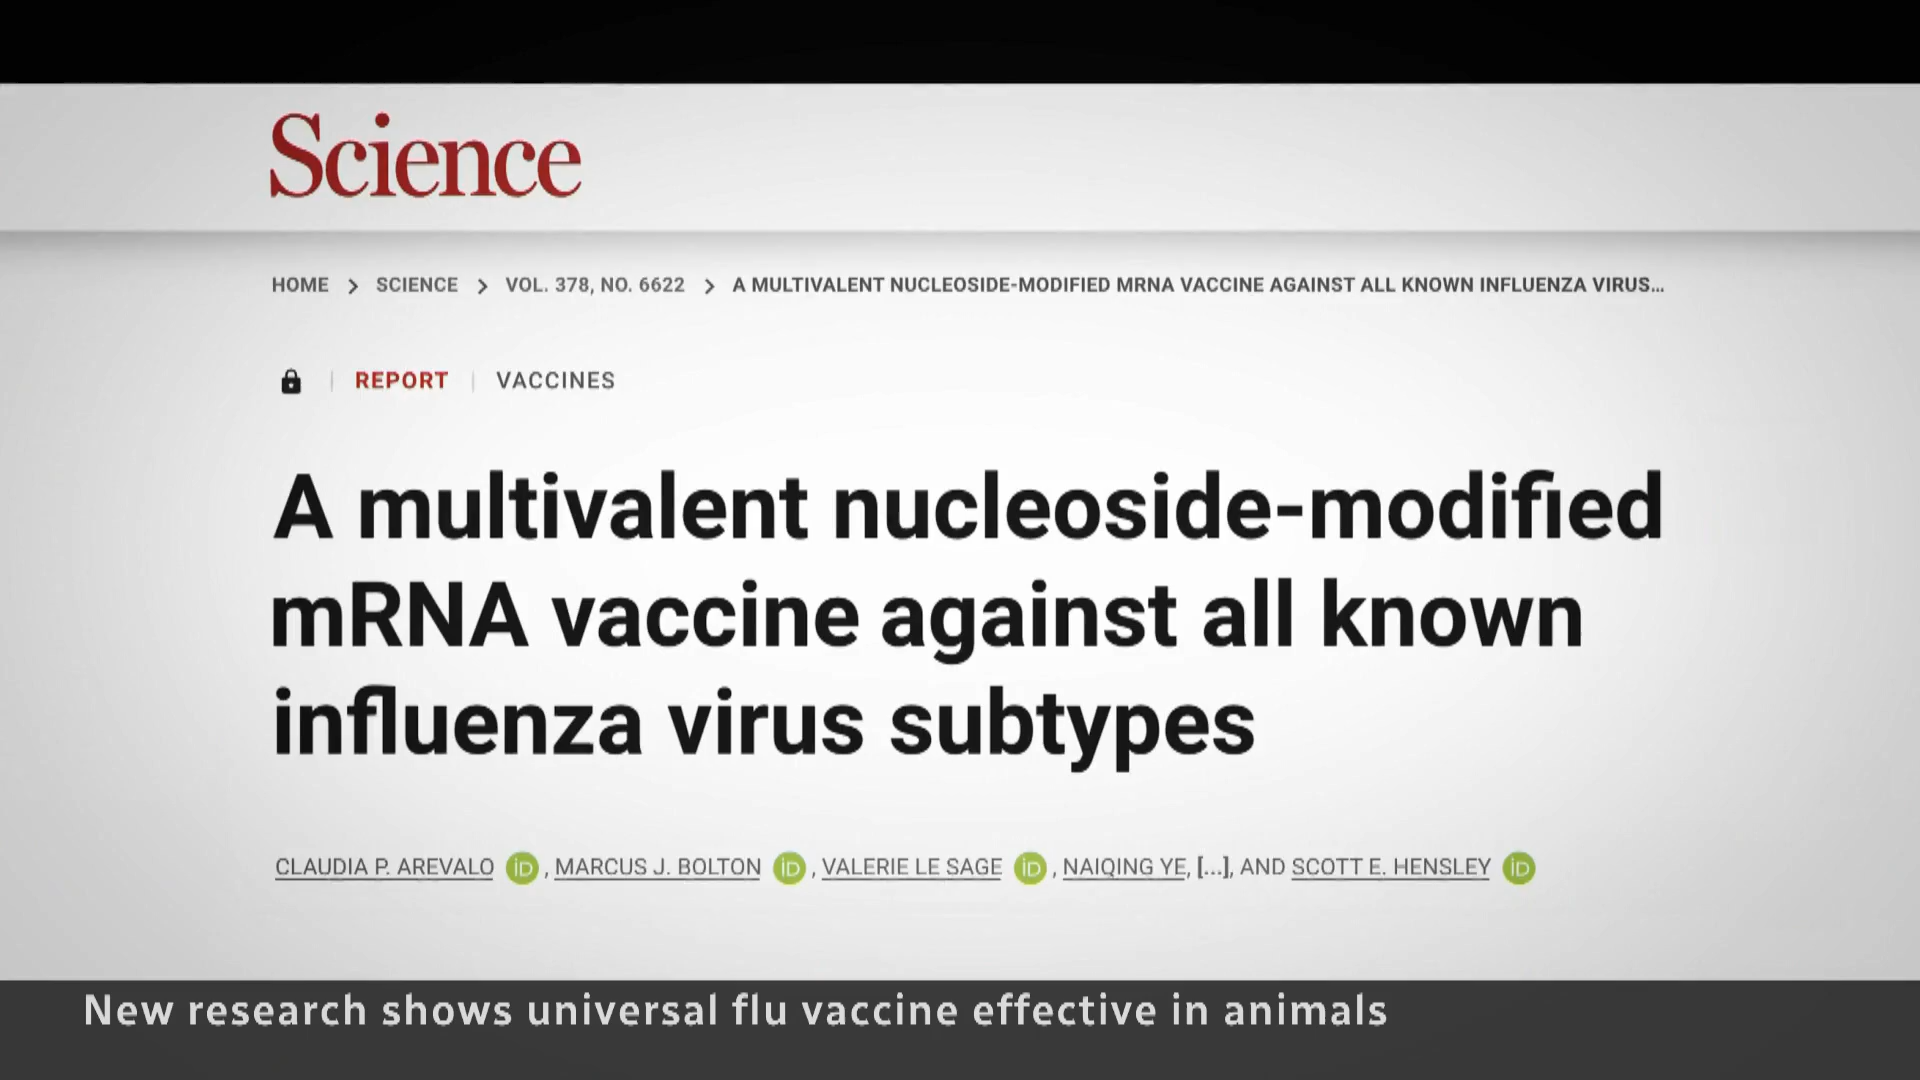 Science
HOME > SCIENCE > VOL. 378, NO. 6622 > A MULTIVALENT NUCLEOSIDE-MODIFIED MRNA VACCINE AGAINST ALL KNOWN INFLUENZA VIRUS...
REPORT | VACCINES
A multivalent nucleoside-modified
mRNA vaccine against all known
influenza virus subtypes
CLAUDIA P. AREVALO iD, MARCUS J. BOLTON iD, VALERIE LE SAGE iD, NAIQING YE, [...], AND SCOTT E. HENSLEY iD
New research shows universal flu vaccine effective in animals